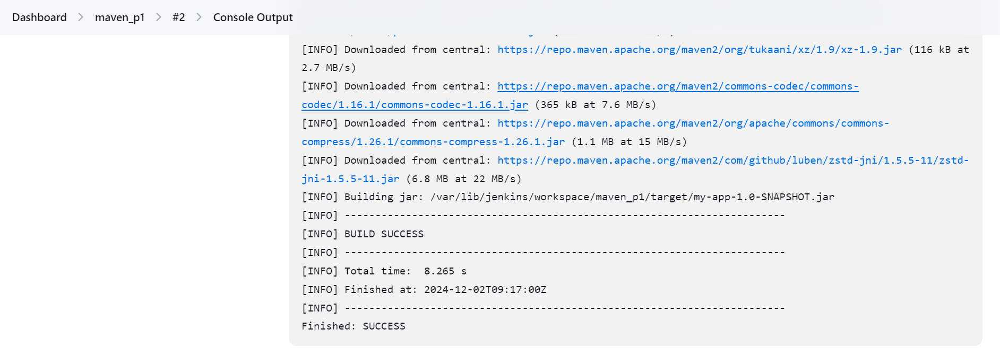 Dashboard > maven_p1 > #2 > Console Output
[INFO] Downloaded from central: https://repo.maven.apache.org/maven2/org/tukaani/xz/1.9/xz-1.9.jar (116 kB at
2.7 MB/s)
[INFO] Downloaded from central: https://repo.maven.apache.org/maven2/commons-codec/commons-
codec/1.16.1/commons-codec-1.16.1.jar (365 kB at 7.6 MB/s)
[INFO] Downloaded from central: https://repo.maven.apache.org/maven2/org/apache/commons/commons-
compress/1.26.1/commons-compress-1.26.1.jar (1.1 MB at 15 MB/s)
[INFO] Downloaded from central: https://repo.maven.apache.org/maven2/com/github/luben/zstd-jni/1.5.5-11/zstd-
jni-1.5.5-11.jar (6.8 MB at 22 MB/s)
[INFO] Building jar: /var/lib/jenkins/workspace/maven_p1/target/my-app-1.0-SNAPSHOT.jar
[INFO] ------------------------------------------------------------------------
[INFO] BUILD SUCCESS
[INFO] ------------------------------------------------------------------------
[INFO] Total time:  8.265 s
[INFO] Finished at: 2024-12-02T09:17:00Z
[INFO] ------------------------------------------------------------------------
Finished: SUCCESS